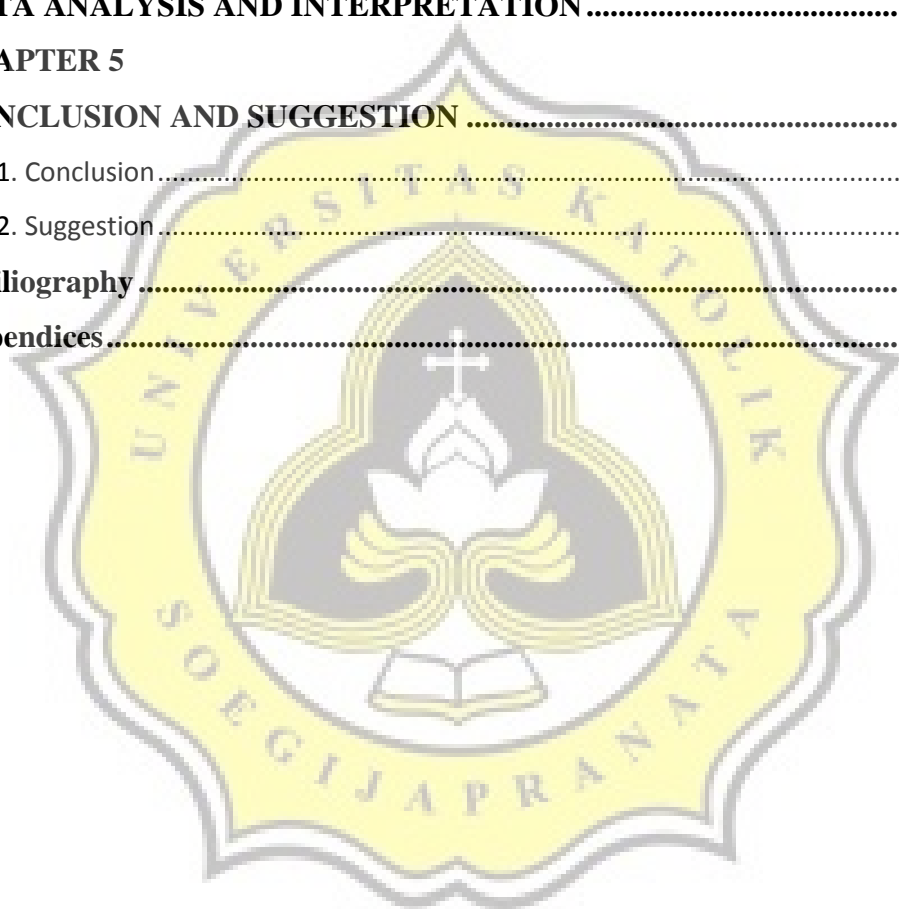 TA ANALYSIS AND INTERPRETATION....................................
APTER 5
NCLUSION AND SUGGESTION....................................................
1. Conclusion..........................................................................................
2. Suggestion..........................................................................................
liography..............................................................................................
pendices................................................................................................
UNIVERSITAS KATOLIK
SOEGIJAPRANATA